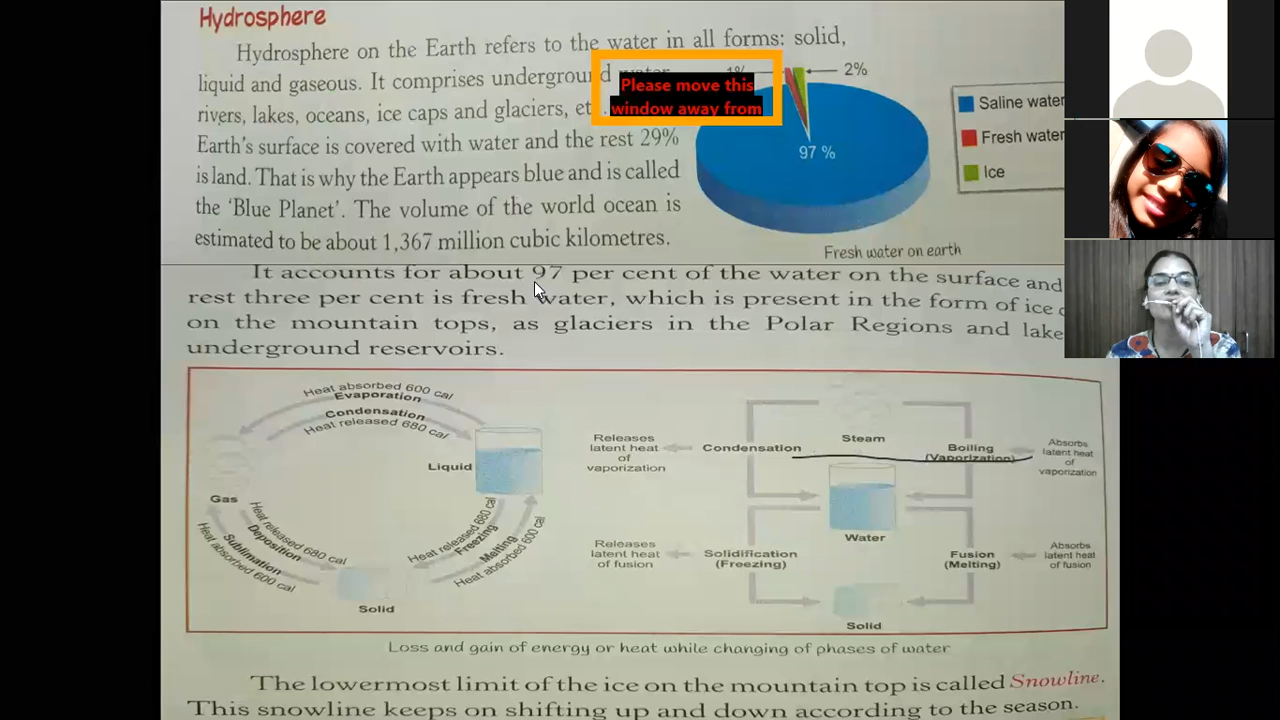 Hydrosphere
Hydrosphere on the Earth refers to the water in all forms: solid,
liquid and gaseous. It comprises underground water
rivers, lakes, oceans, ice caps and glaciers, et
Earth's surface is covered with water and the rest 29%
is land. That is why the Earth appears blue and is called
the 'Blue Planet'. The volume of the world ocean is
estimated to be about 1,367 million cubic kilometres.
Please move this
window away from
1%
2%
97 %
Saline water
Fresh water
Ice
Fresh water on earth
It accounts for about 97 per cent of the water on the surface and
rest three per cent is fresh water, which is present in the form of ice
on the mountain tops, as glaciers in the Polar Regions and lake
underground reservoirs.
Heat absorbed 600 cal
Evaporation
Condensation
Heat released 680 cal
Liquid
Gas
Heat released 680 cal
Deposition
Sublimation
Heat absorbed 600 cal
Heat released 680 cal
Freezing
Melting
Heat absorbed 600 cal
Solid
Releases
latent heat
of
vaporization
Condensation
Steam
Boiling
(Vaporization)
Absorbs
latent heat
of
vaporization
Water
Releases
latent heat
of fusion
Solidification
(Freezing)
Fusion
(Melting)
Absorbs
latent heat
of fusion
Solid
Loss and gain of energy or heat while changing of phases of water
The lowermost limit of the ice on the mountain top is called Snowline.
This snowline keeps on shifting up and down according to the season.